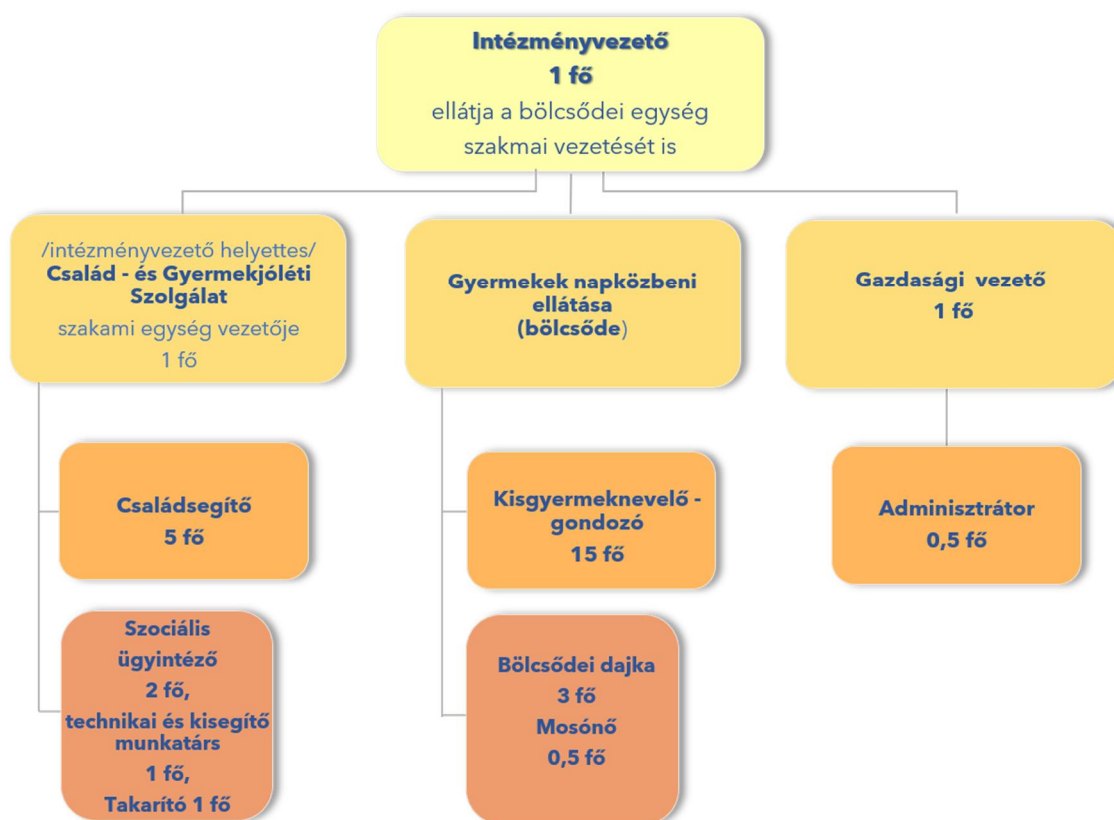 Intézményvezető
1 fő
ellátja a bölcsődei egység
szakmai vezetését is
/intézményvezető helyettes/
Család - és Gyermekjóléti
Szolgálat
szakami egység vezetője
1 fő
Gyermekek napközbeni
ellátása
(bölcsőde)
Gazdasági vezető
1 fő
Családsegítő
5 fő
Kisgyermeknevelő -
gondozó
15 fő
Adminisztrátor
0,5 fő
Szociális
ügyintéző
2 fő,
technikai és kisegítő
munkatárs
1 fő,
Takarító 1 fő
Bölcsődei dajka
3 fő
Mosónő
0,5 fő